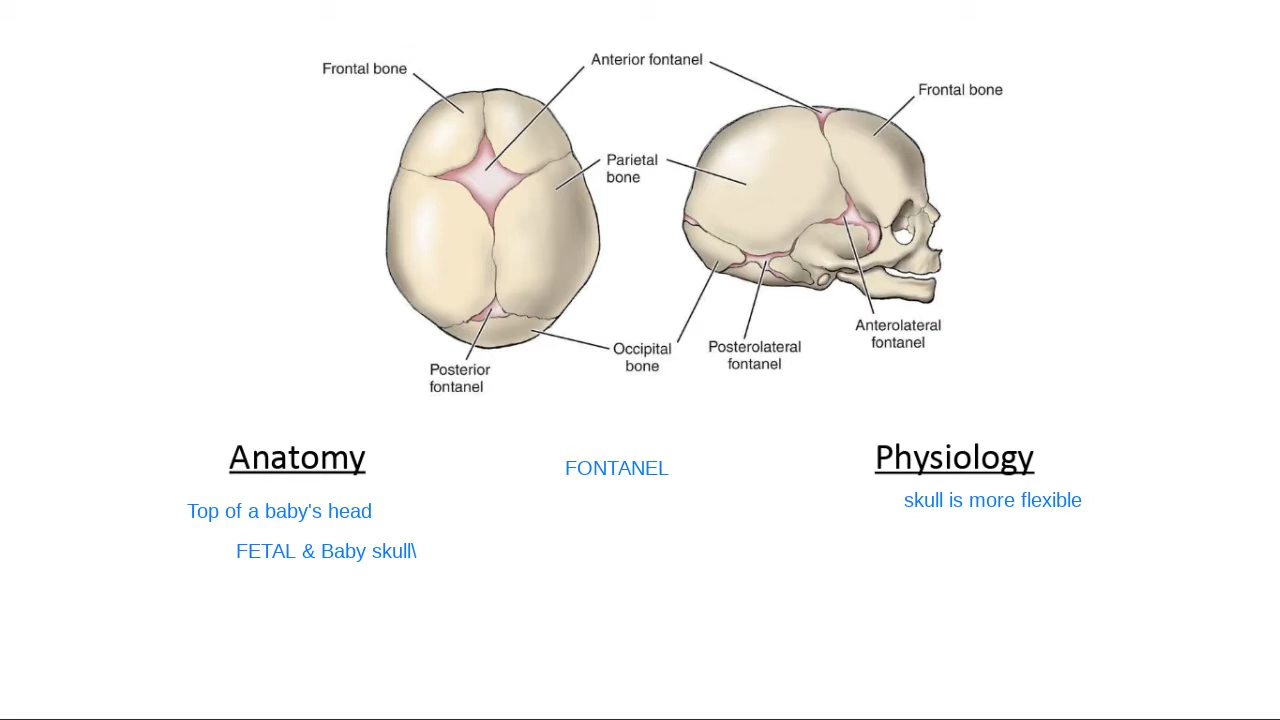 Anterior fontanel
Frontal bone
Frontal bone
Parietal
bone
Anterolateral
fontanel
Occipital
bone
Posterolateral
fontanel
Posterior
fontanel
Anatomy
FONTANEL
Physiology
Top of a baby's head
skull is more flexible
FETAL & Baby skull\